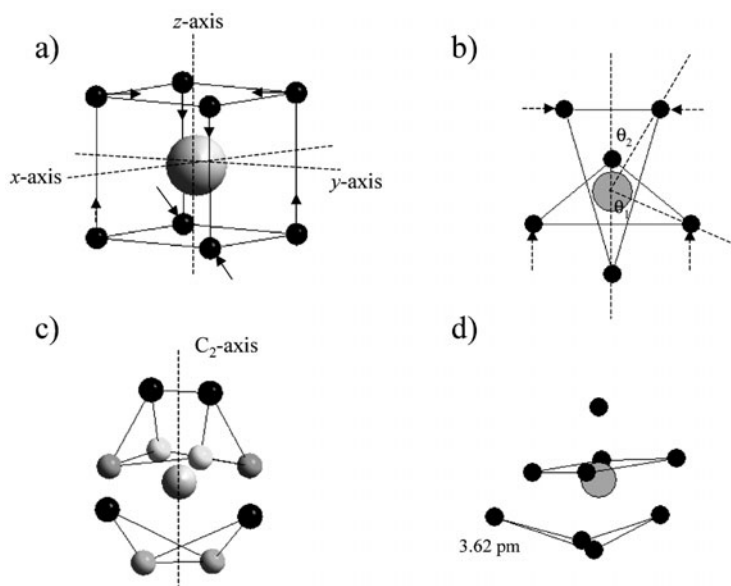 a)
z-axis
x-axis
y-axis
b)
θ2
θ1
c)
C2-axis
d)
3.62 pm